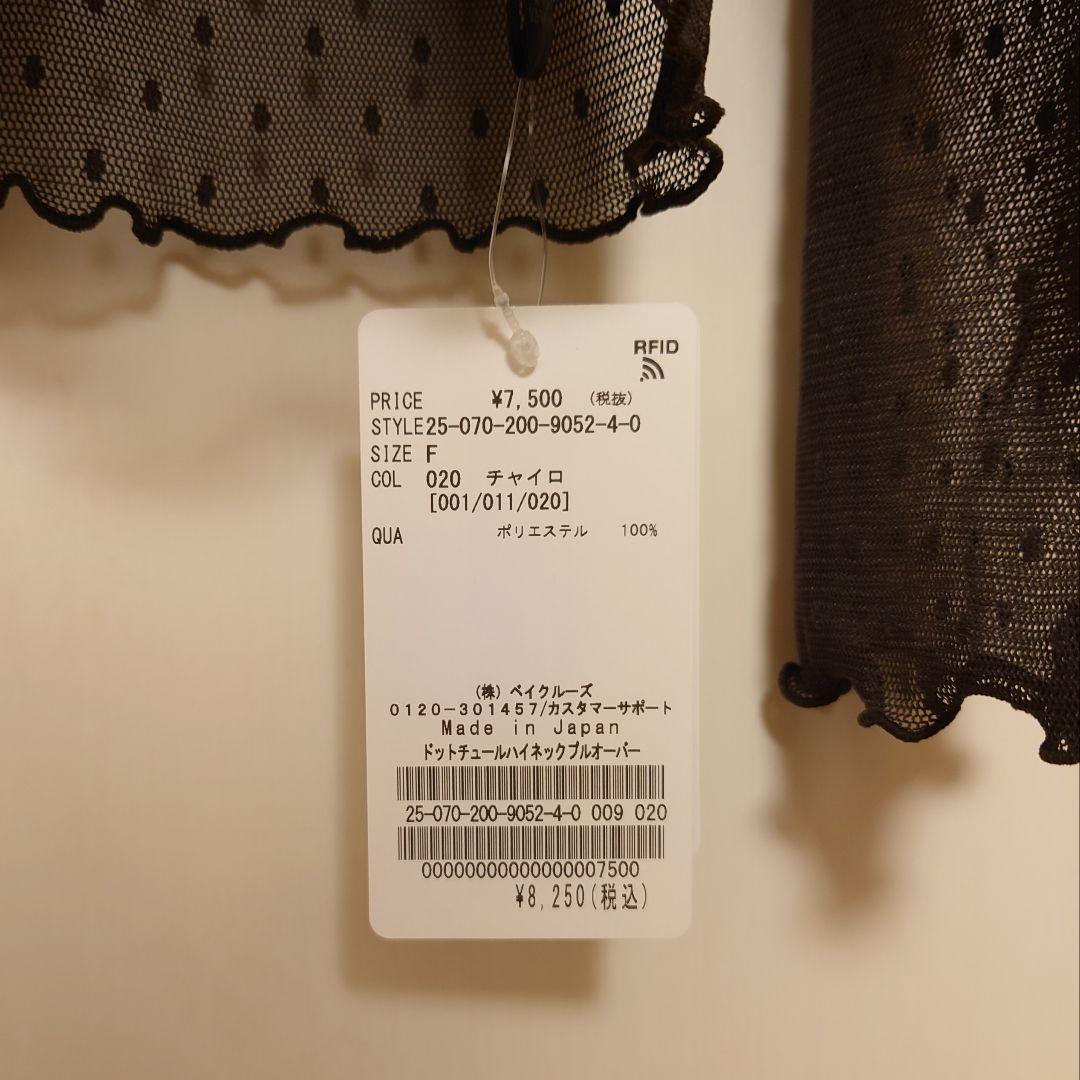 RFID
PRICE ¥7,500 (税抜)
STYLE 25-070-200-9052-4-0
SIZE F
COL 020 チャイロ
[001/011/020]
QUA ポリエステル 100%
(株) ベイクルーズ
0120-301457/カスタマーサポート
Made in Japan
ドットチュールハイネックプルオーバー
25-070-200-9052-4-0 009 020
00000000000000007500
¥8,250(税込)